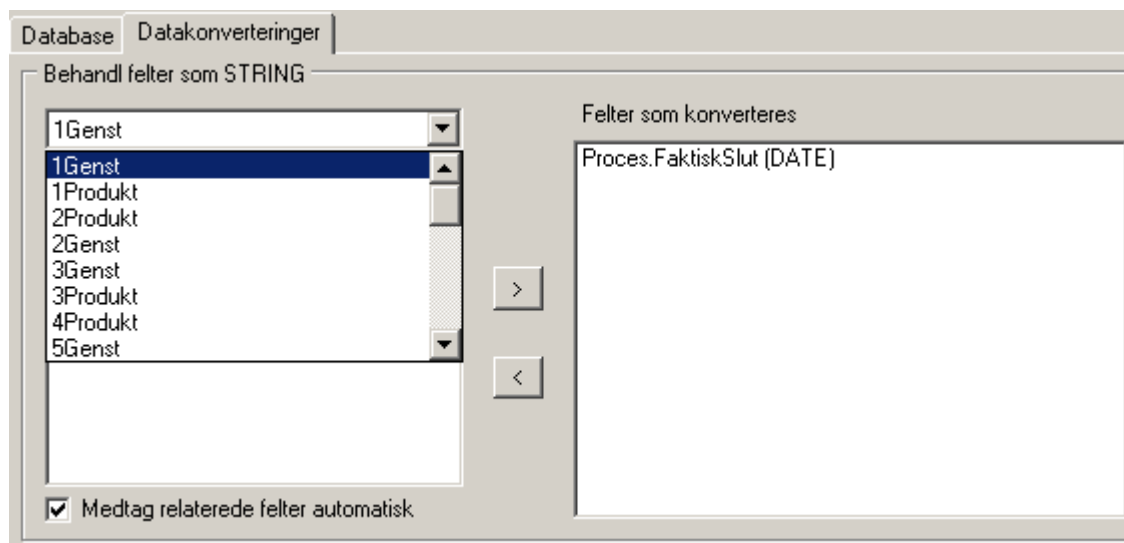 Database Datakonverteringer
Behandl felter som STRING
1Genst
1Genst
1Produkt
2Produkt
2Genst
3Genst
3Produkt
4Produkt
5Genst
>
<
Medtag relaterede felter automatisk
Felter som konverteres
Proces.FaktiskSlut (DATE)